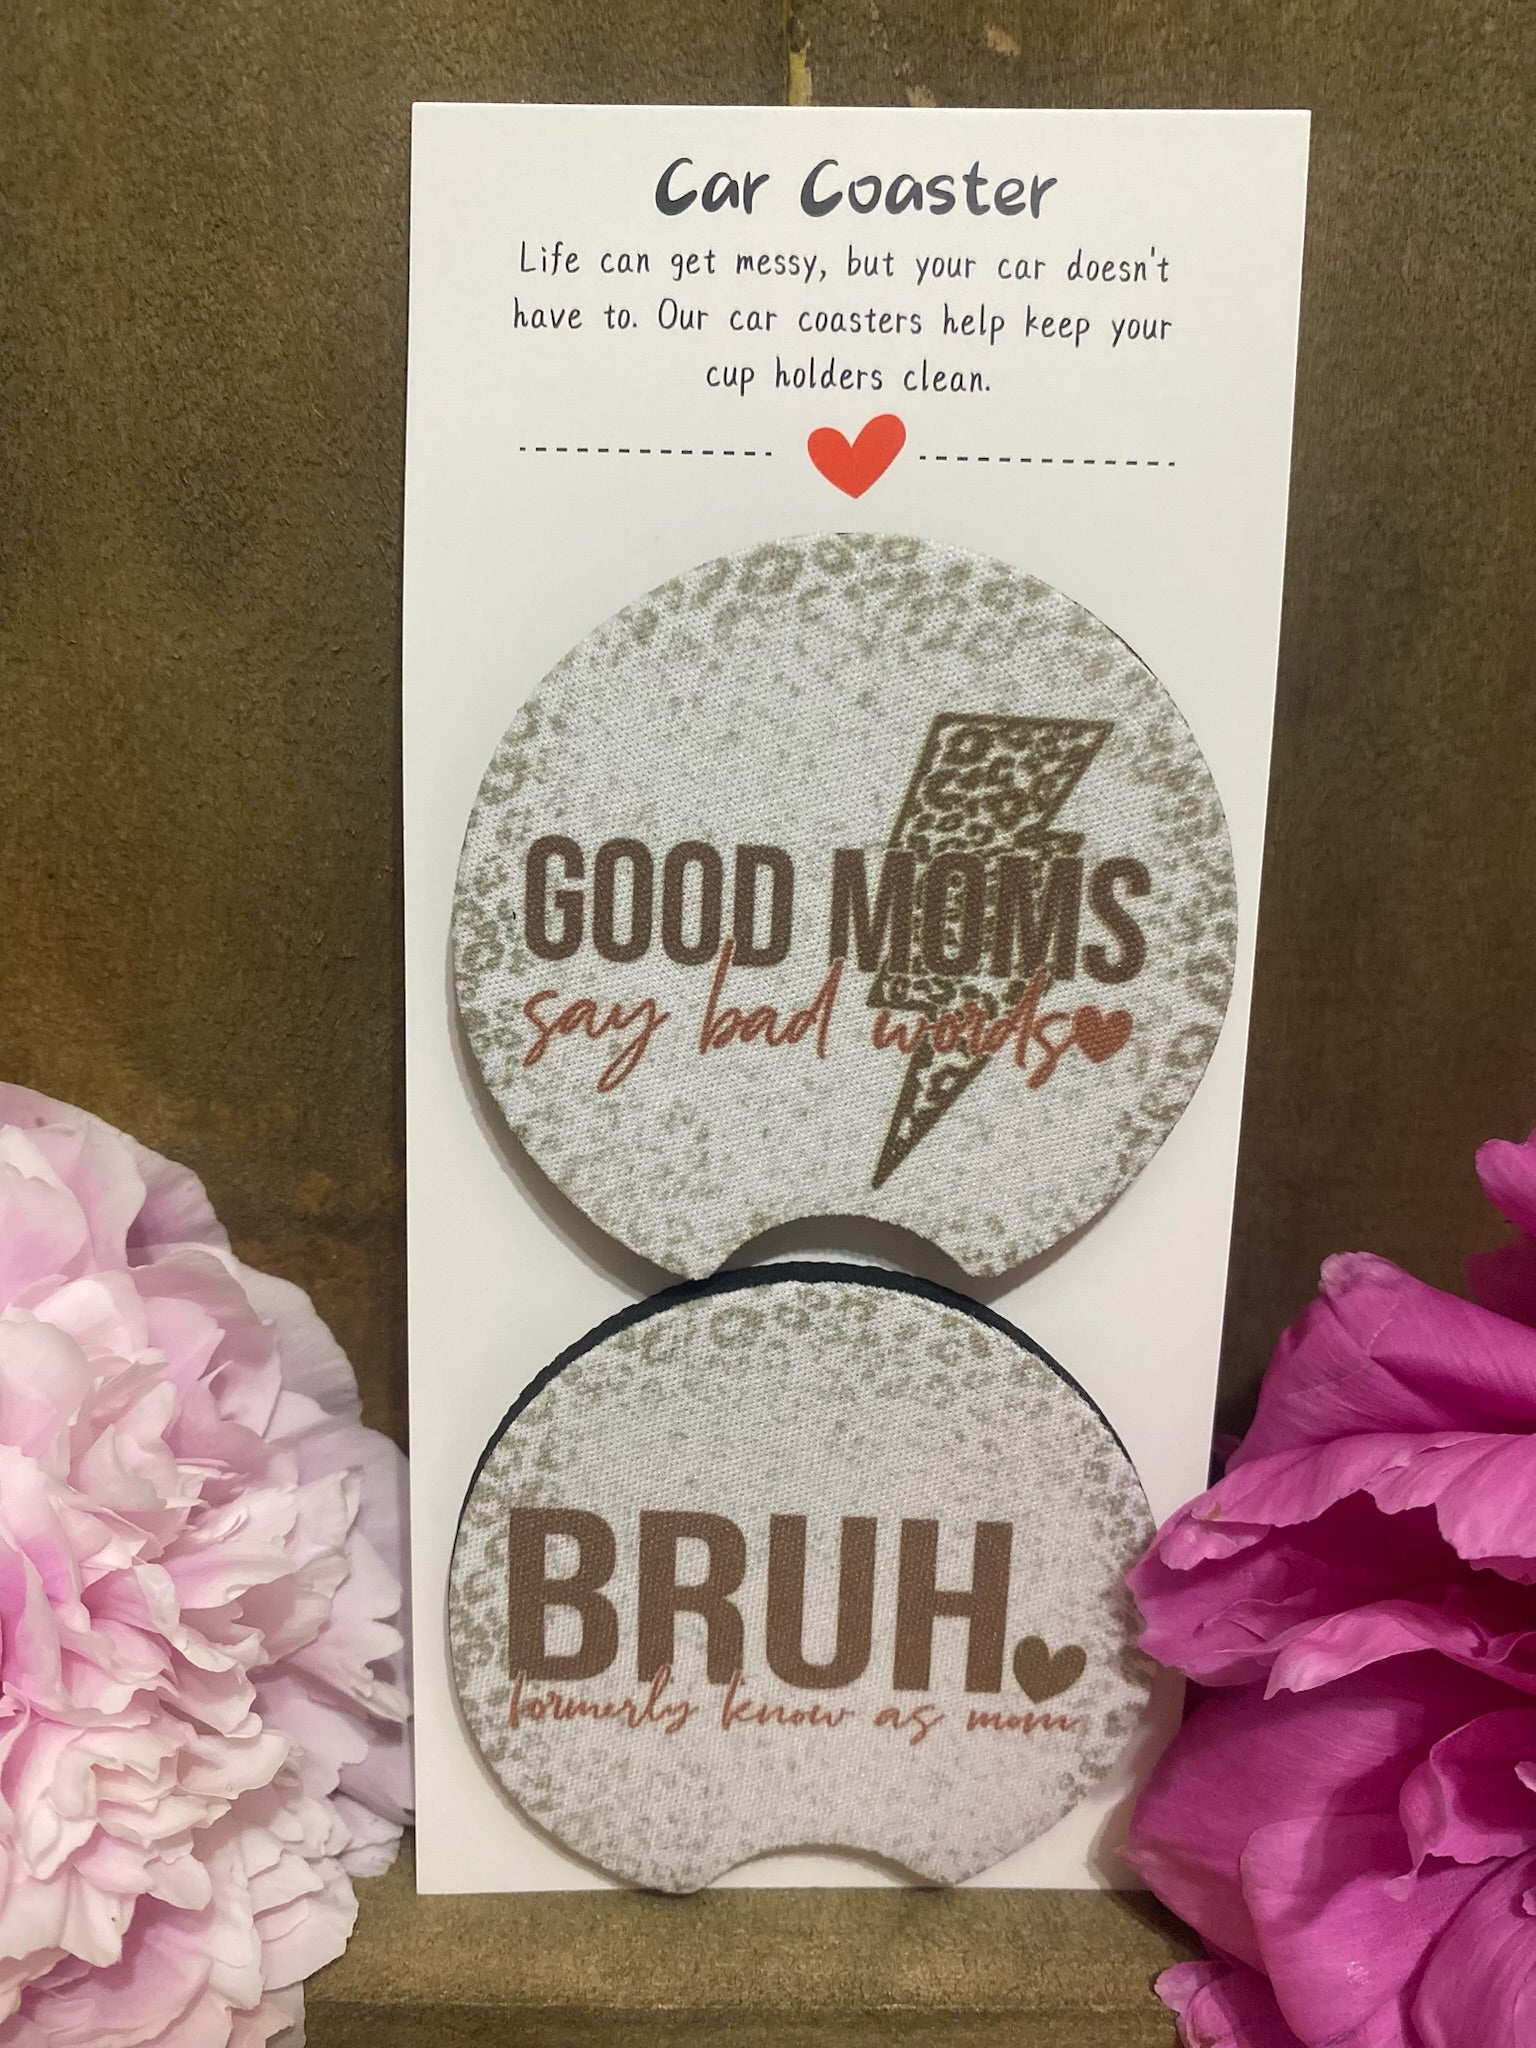 Car Coaster
Life can get messy, but your car doesn't
have to. Our car coasters help keep your
cup holders clean.
GOOD MOMS
say bad words
BRUH.
formerly know as mom